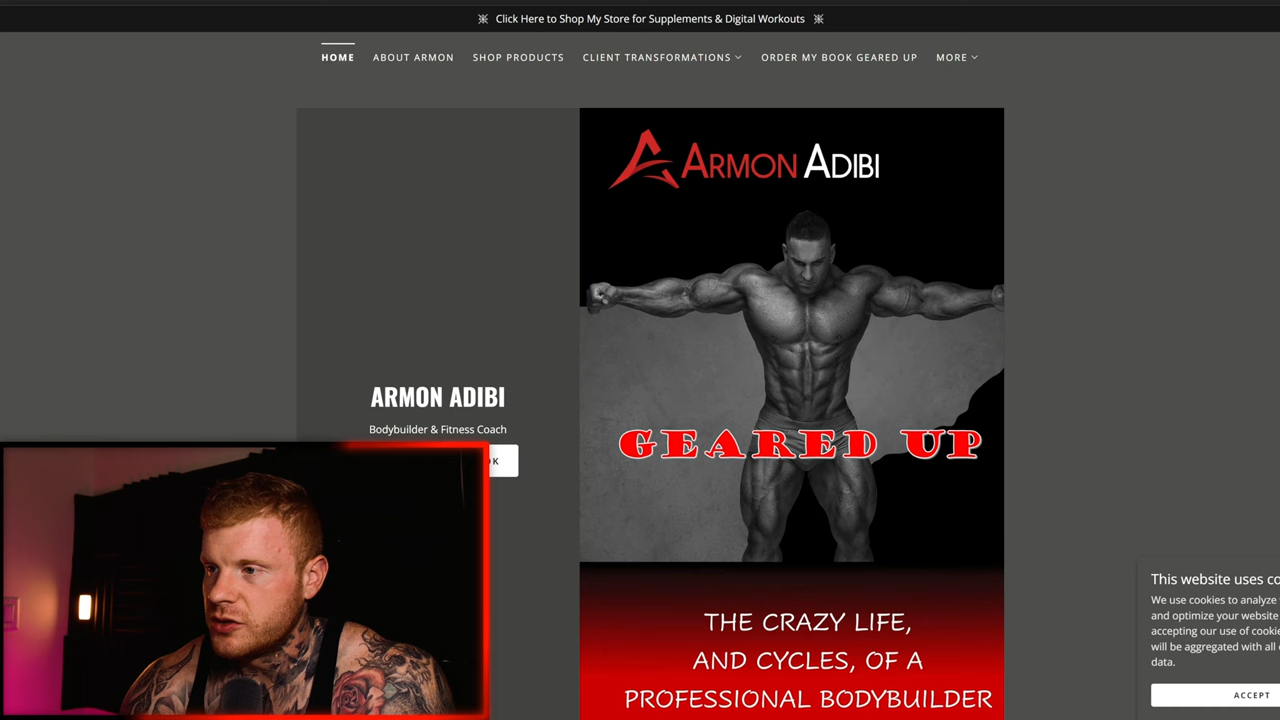 Click Here to Shop My Store for Supplements & Digital Workouts
HOME ABOUT ARMON SHOP PRODUCTS CLIENT TRANSFORMATIONS ORDER MY BOOK GEARED UP MORE
ARMON ADIBI
GEARED UP
THE CRAZY LIFE,
AND CYCLES, OF A
PROFESSIONAL BODYBUILDER
ARMON ADIBI
Bodybuilder & Fitness Coach
This website uses
We use cookies to analyze
and optimize your website
accepting our use of
will be aggregated with all
data.
ACCEPT